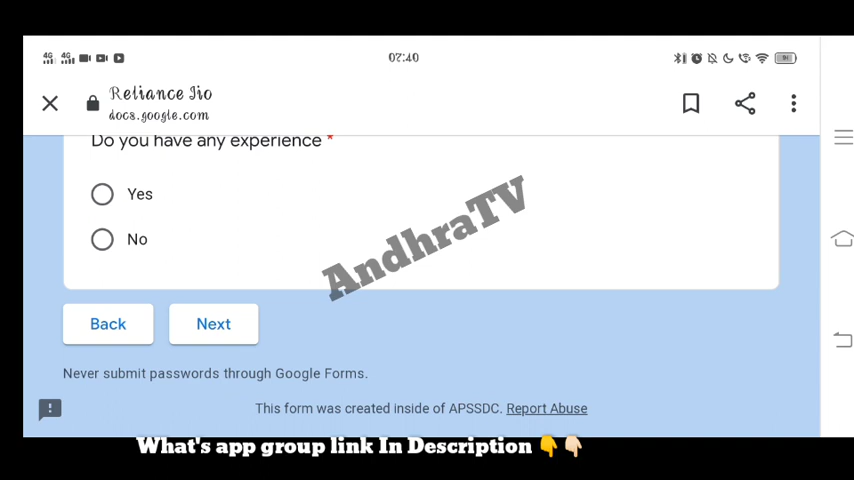 4G 4G 07:40 91
Reliance Jio
docs.google.com
Do you have any experience *
Yes
No
AndhraTV
Back Next
Never submit passwords through Google Forms.
This form was created inside of APSSDC. Report Abuse
What's app group link In Description 👇👇🏻